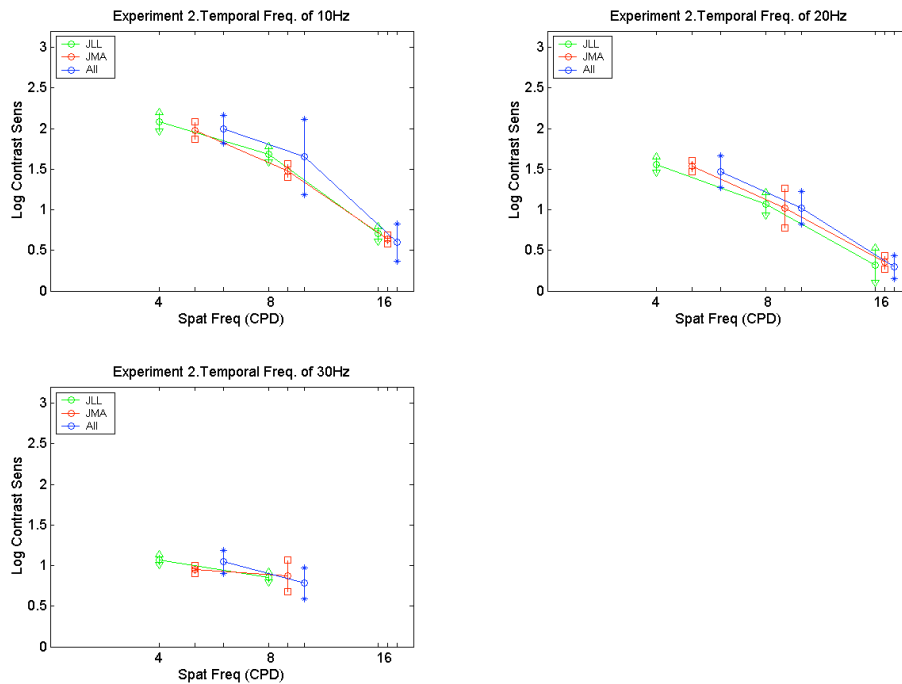 Experiment 2.Temporal Freq. of 10Hz
JLL
JMA
All
3
2.5
2
1.5
1
0.5
0
Log Contrast Sens
4
8
16
Spat Freq (CPD)
Experiment 2.Temporal Freq. of 20Hz
JLL
JMA
All
3
2.5
2
1.5
1
0.5
0
Log Contrast Sens
4
8
16
Spat Freq (CPD)
Experiment 2.Temporal Freq. of 30Hz
JLL
JMA
All
3
2.5
2
1.5
1
0.5
0
Log Contrast Sens
4
8
16
Spat Freq (CPD)